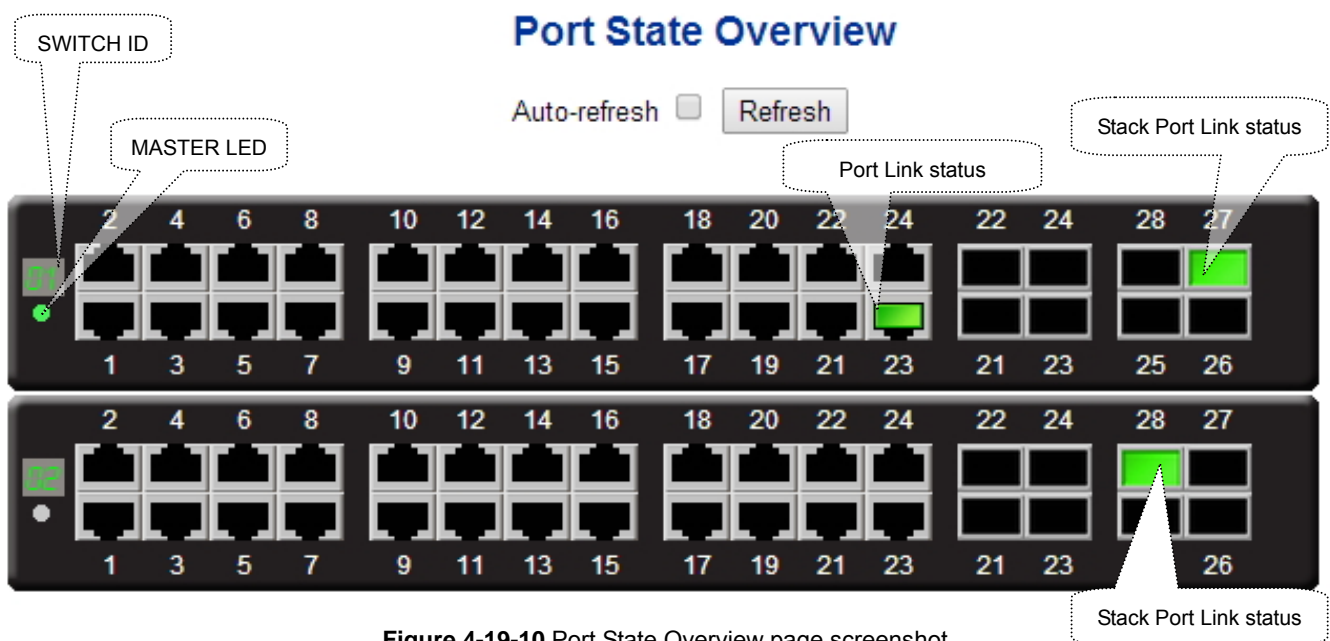 Port State Overview
SWITCH ID
Auto-refresh Refresh
Stack Port Link status
MASTER LED
Port Link status
2 4 6 8 10 12 14 16 18 20 22 24 22 24 28 27
01
1 3 5 7 9 11 13 15 17 19 21 23 21 23 25 26
2 4 6 8 10 12 14 16 18 20 22 24 22 24 28 27
02
1 3 5 7 9 11 13 15 17 19 21 23 21 23 26
Stack Port Link status
Figure 4-19-10 Port State Overview page screenshot